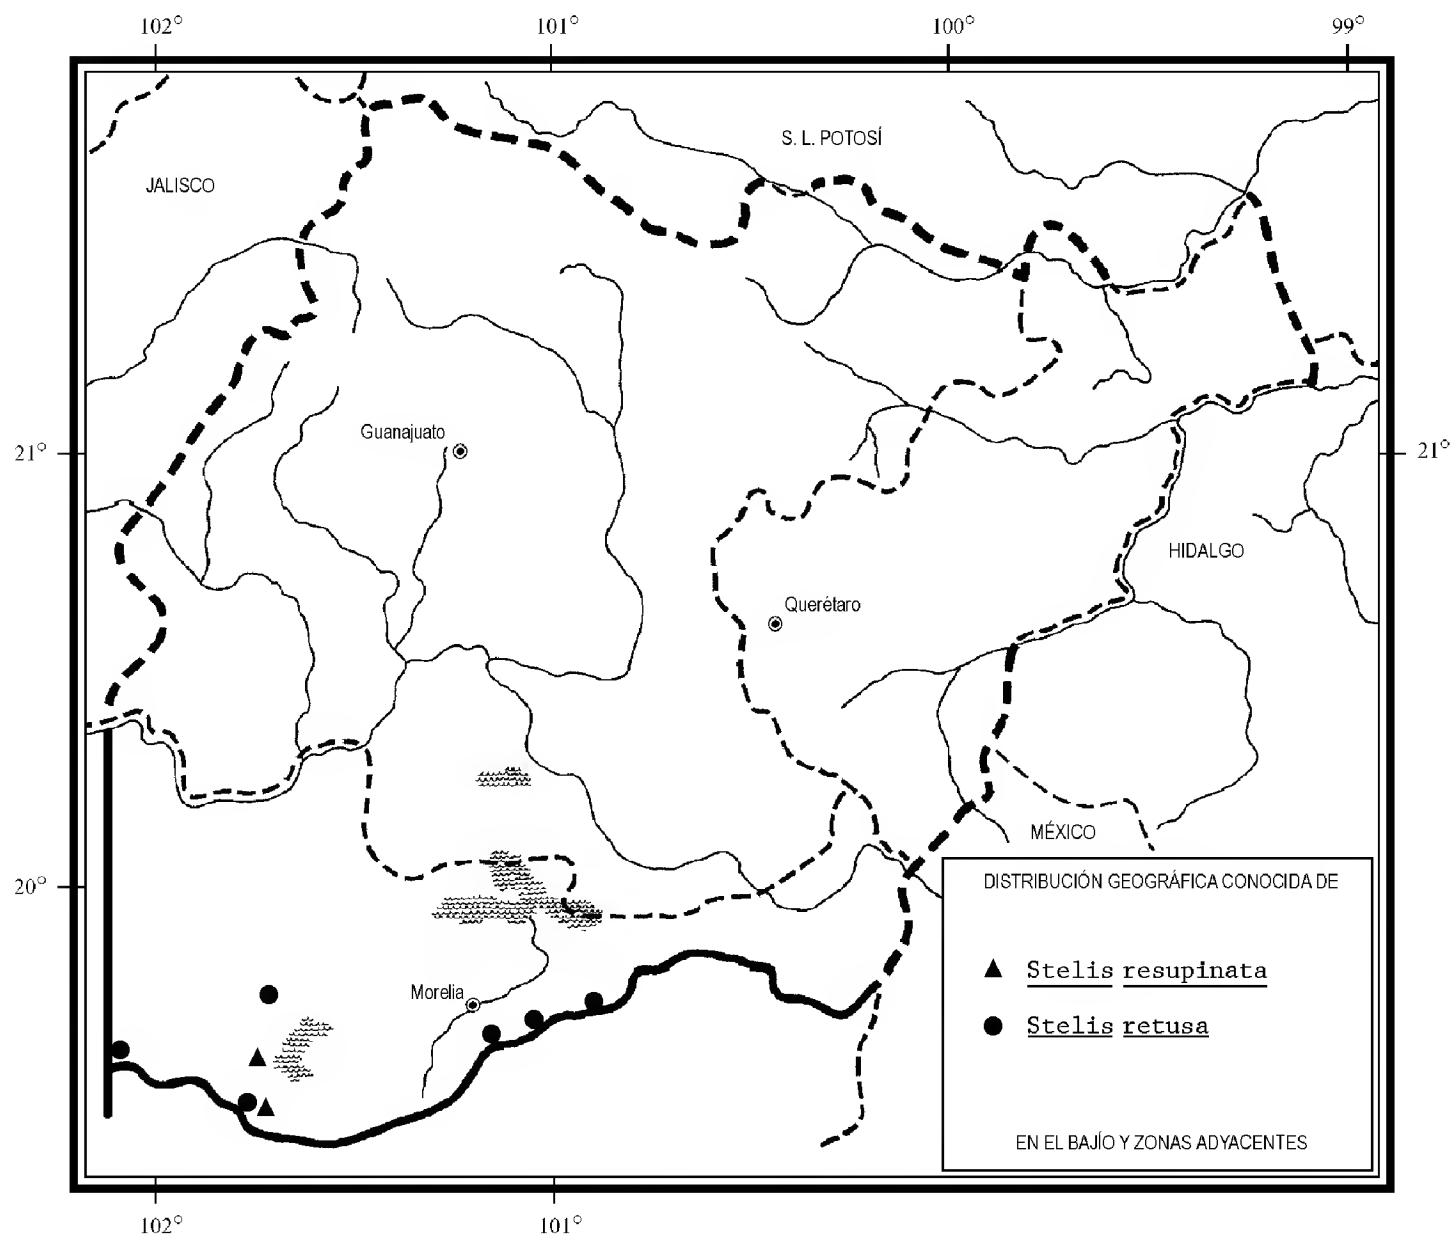 102° 101° 100° 99°
S. L. POTOSÍ
JALISCO
Guanajuato
21° 21°
HIDALGO
Querétaro
MÉXICO
20°
DISTRIBUCIÓN GEOGRÁFICA CONOCIDA DE
Stelis resupinata
Morelia
Stelis retusa
EN EL BAJÍO Y ZONAS ADYACENTES
102° 101°